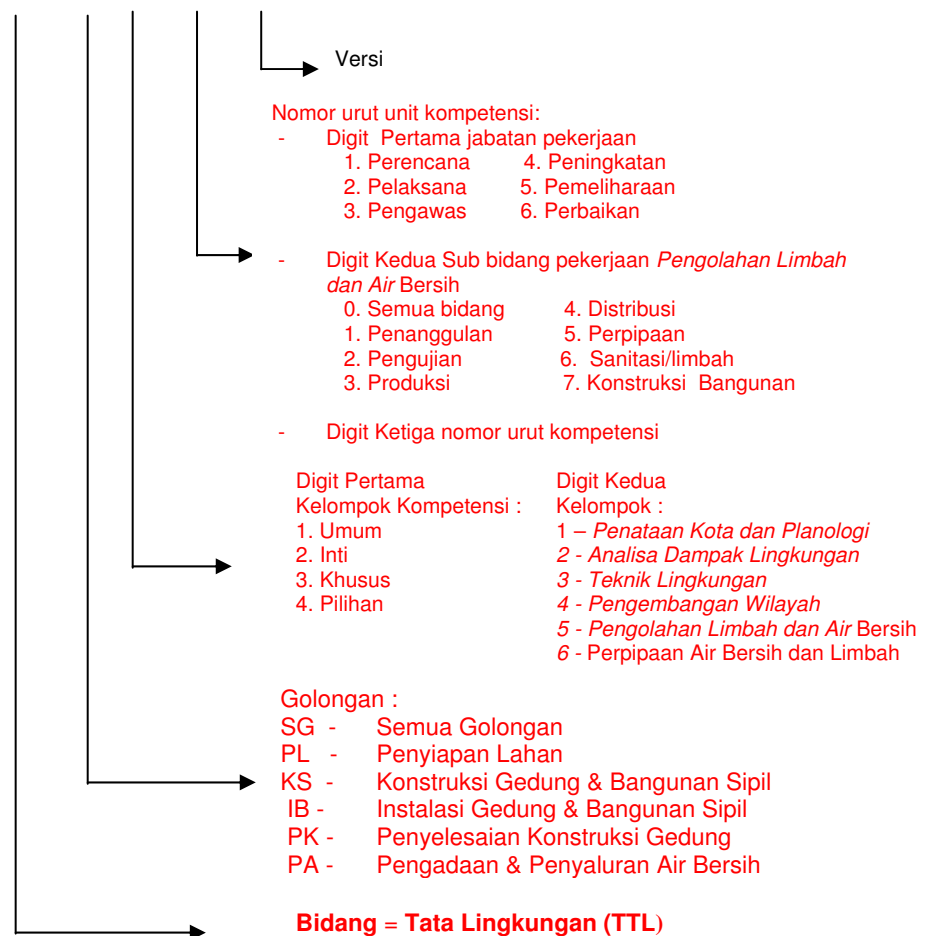 Versi
Nomor urut unit kompetensi:
- Digit Pertama jabatan pekerjaan
1. Perencana 4. Peningkatan
2. Pelaksana 5. Pemeliharaan
3. Pengawas 6. Perbaikan
- Digit Kedua Sub bidang pekerjaan Pengolahan Limbah
dan Air Bersih
0. Semua bidang 4. Distribusi
1. Penanggulan 5. Perpipaan
2. Pengujian 6. Sanitasi/limbah
3. Produksi 7. Konstruksi Bangunan
- Digit Ketiga nomor urut kompetensi
Digit Pertama Digit Kedua
Kelompok Kompetensi : Kelompok :
1. Umum 1 – Penataan Kota dan Planologi
2. Inti 2 - Analisa Dampak Lingkungan
3. Khusus 3 - Teknik Lingkungan
4. Pilihan 4 - Pengembangan Wilayah
5 - Pengolahan Limbah dan Air Bersih
6 - Perpipaan Air Bersih dan Limbah
Golongan :
SG - Semua Golongan
PL - Penyiapan Lahan
KS - Konstruksi Gedung & Bangunan Sipil
IB - Instalasi Gedung & Bangunan Sipil
PK - Penyelesaian Konstruksi Gedung
PA - Pengadaan & Penyaluran Air Bersih
Bidang = Tata Lingkungan (TTL)